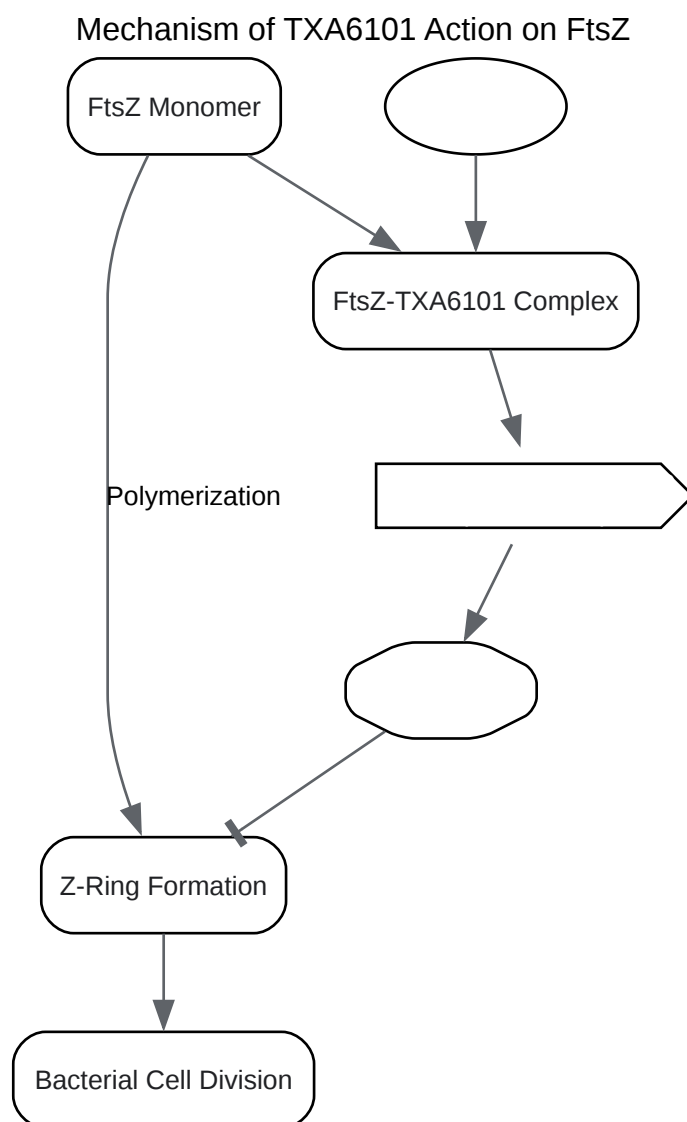 Mechanism of TXA6101 Action on FtsZ
FtsZ Monomer
FtsZ-TXA6101 Complex
Polymerization
Z-Ring Formation
Bacterial Cell Division